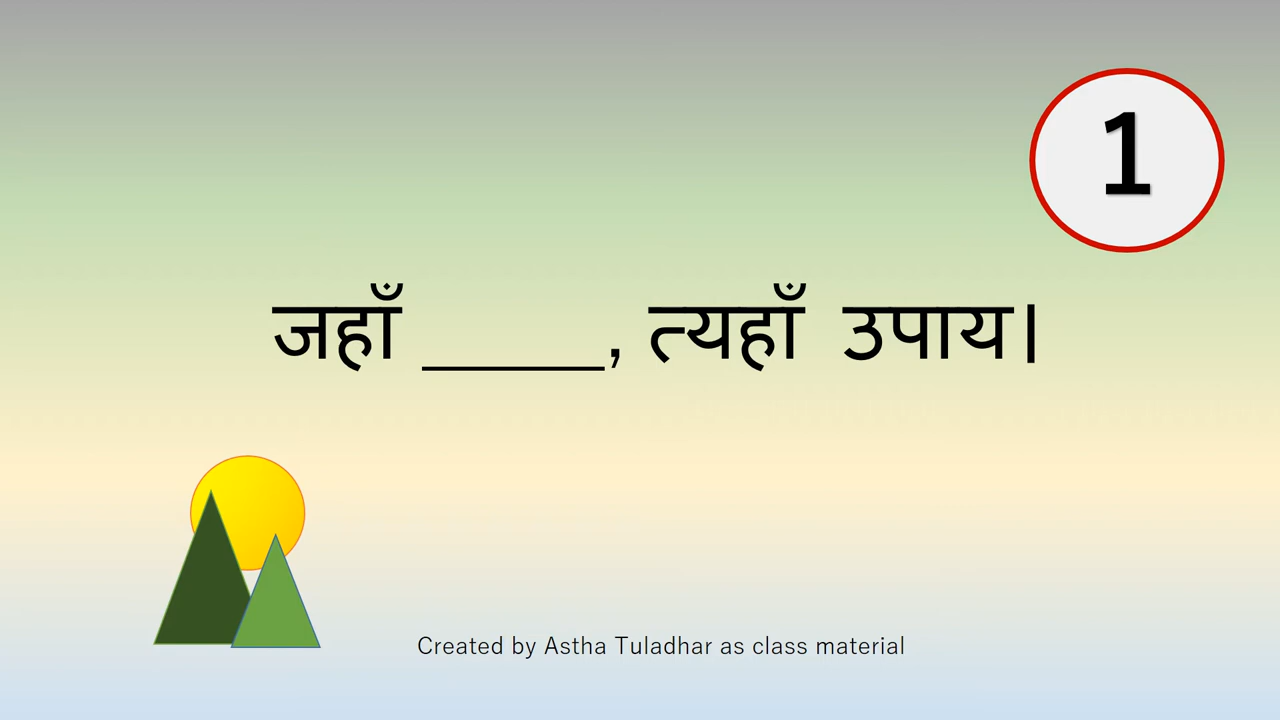 1
जहाँ _____, त्यहाँ उपाय।
Created by Astha Tuladhar as class material